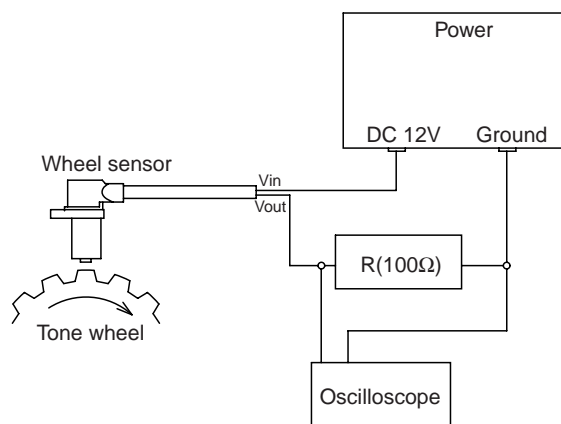 Power
DC 12V Ground
Wheel sensor
Vin
Vout
R(100Ω)
Tone wheel
Oscilloscope